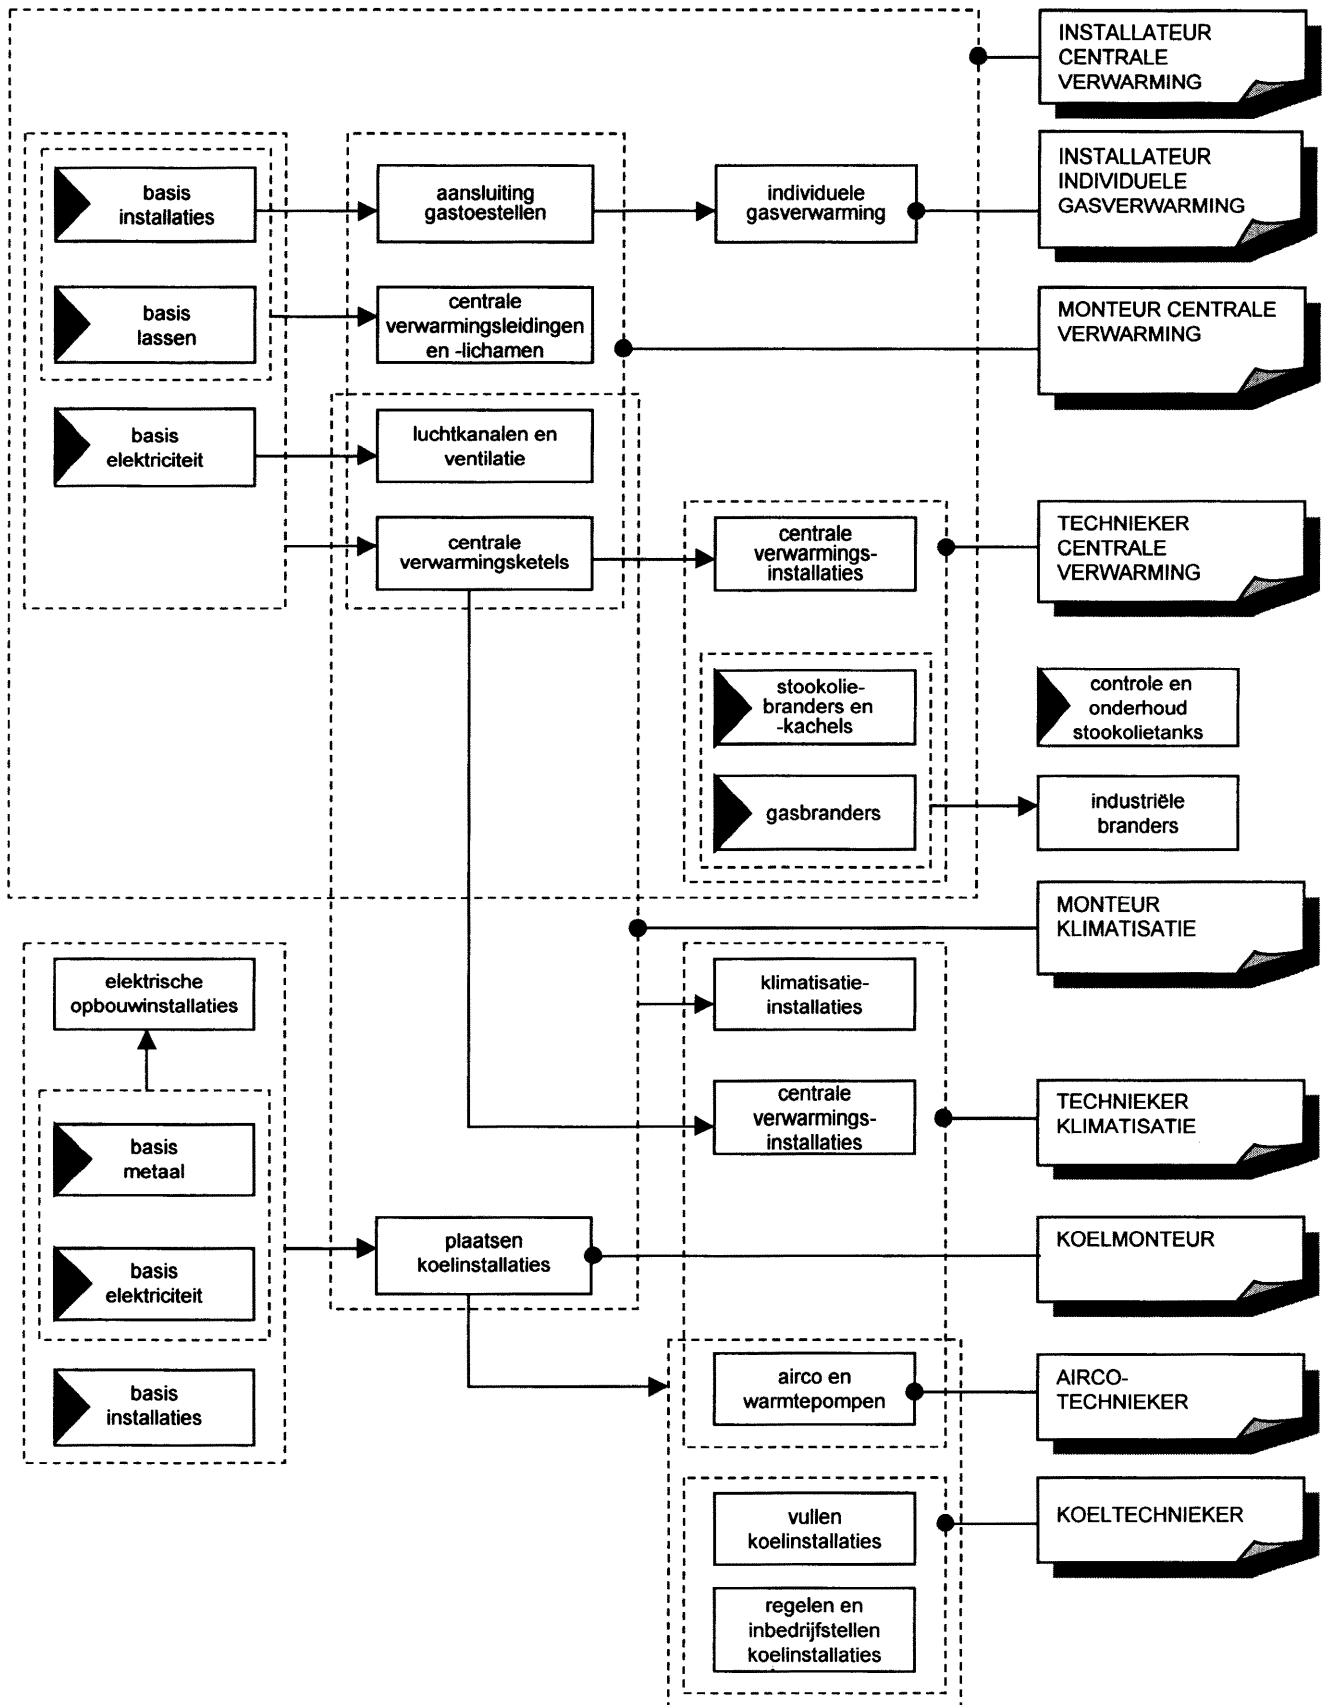 INSTALLATEUR
CENTRALE
VERWARMING
basis
installaties
aansluiting
gastoestellen
individuele
gasverwarming
INSTALLATEUR
INDIVIDUELE
GASVERWARMING
basis
lassen
centrale
verwarmingsleidingen
en -lichamen
MONTEUR CENTRALE
VERWARMING
basis
elektriciteit
luchtkanalen en
ventilatie
centrale
verwarmingsketels
centrale
verwarmings-
installaties
TECHNIEKER
CENTRALE
VERWARMING
stookolie-
branders en
-kachels
controle en
onderhoud
stookolietanks
gasbranders
industriële
branders
MONTEUR
KLIMATISATIE
elektrische
opbouwinstallaties
klimatisatie-
installaties
basis
metaal
centrale
verwarmings-
installaties
TECHNIEKER
KLIMATISATIE
basis
elektriciteit
plaatsen
koelinstallaties
KOELMONTEUR
basis
installaties
airco en
warmtepompen
AIRCO-
TECHNIEKER
vullen
koelinstallaties
KOELTECHNIEKER
regelen en
inbedrijfstellen
koelinstallaties